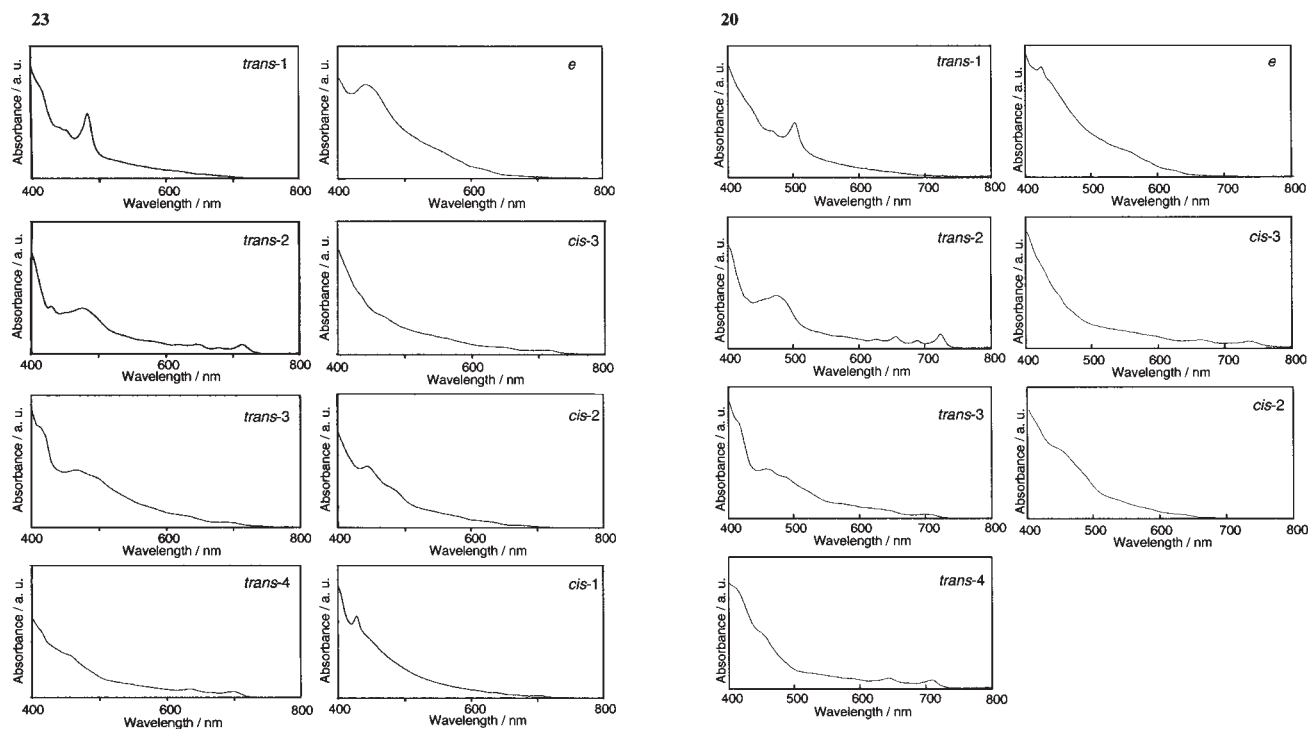 23
trans-1
Absorbance / a. u.
400 600 800
Wavelength / nm
e
Absorbance / a. u.
400 600 800
Wavelength / nm
trans-2
Absorbance / a. u.
400 600 800
Wavelength / nm
cis-3
Absorbance / a. u.
400 600 800
Wavelength / nm
trans-3
Absorbance / a. u.
400 600 800
Wavelength / nm
cis-2
Absorbance / a. u.
400 600 800
Wavelength / nm
trans-4
Absorbance / a. u.
400 600 800
Wavelength / nm
cis-1
Absorbance / a. u.
400 600 800
Wavelength / nm
20
trans-1
Absorbance / a. u.
400 500 600 700 800
Wavelength / nm
e
Absorbance / a. u.
400 500 600 700 800
Wavelength / nm
trans-2
Absorbance / a. u.
400 500 600 700 800
Wavelength / nm
cis-3
Absorbance / a. u.
400 500 600 700 800
Wavelength / nm
trans-3
Absorbance / a. u.
400 500 600 700 800
Wavelength / nm
cis-2
Absorbance / a. u.
400 500 600 700 800
Wavelength / nm
trans-4
Absorbance / a. u.
400 500 600 700 800
Wavelength / nm